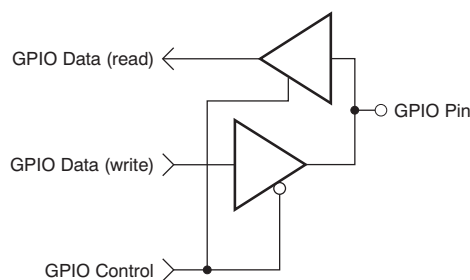 GPIO Data (read)
GPIO Pin
GPIO Data (write)
GPIO Control